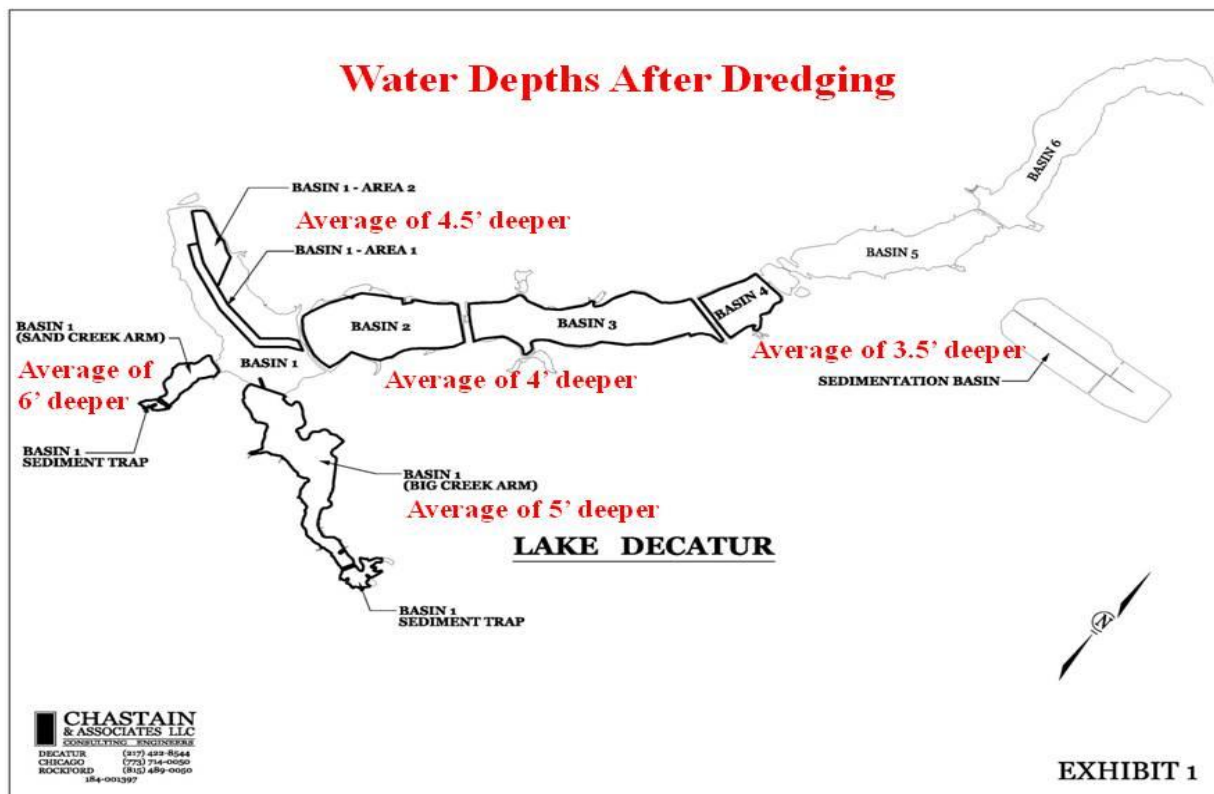 Water Depths After Dredging
BASIN 6
BASIN 1 - AREA 2
Average of 4.5' deeper
BASIN 1 - AREA 1
BASIN 5
BASIN 4
BASIN 2
BASIN 3
BASIN 1
(SAND CREEK ARM)
BASIN 1
Average of
6' deeper
Average of 4' deeper
Average of 3.5' deeper
SEDIMENTATION BASIN
BASIN 1
SEDIMENT TRAP
BASIN 1
(BIG CREEK ARM)
Average of 5' deeper
LAKE DECATUR
BASIN 1
SEDIMENT TRAP
N
CHASTAIN
& ASSOCIATES LLC
CONSULTING ENGINEERS
DECATUR (217) 422-8544
CHICAGO (773) 714-0050
ROCKFORD (815) 489-0050
184-001397
EXHIBIT 1